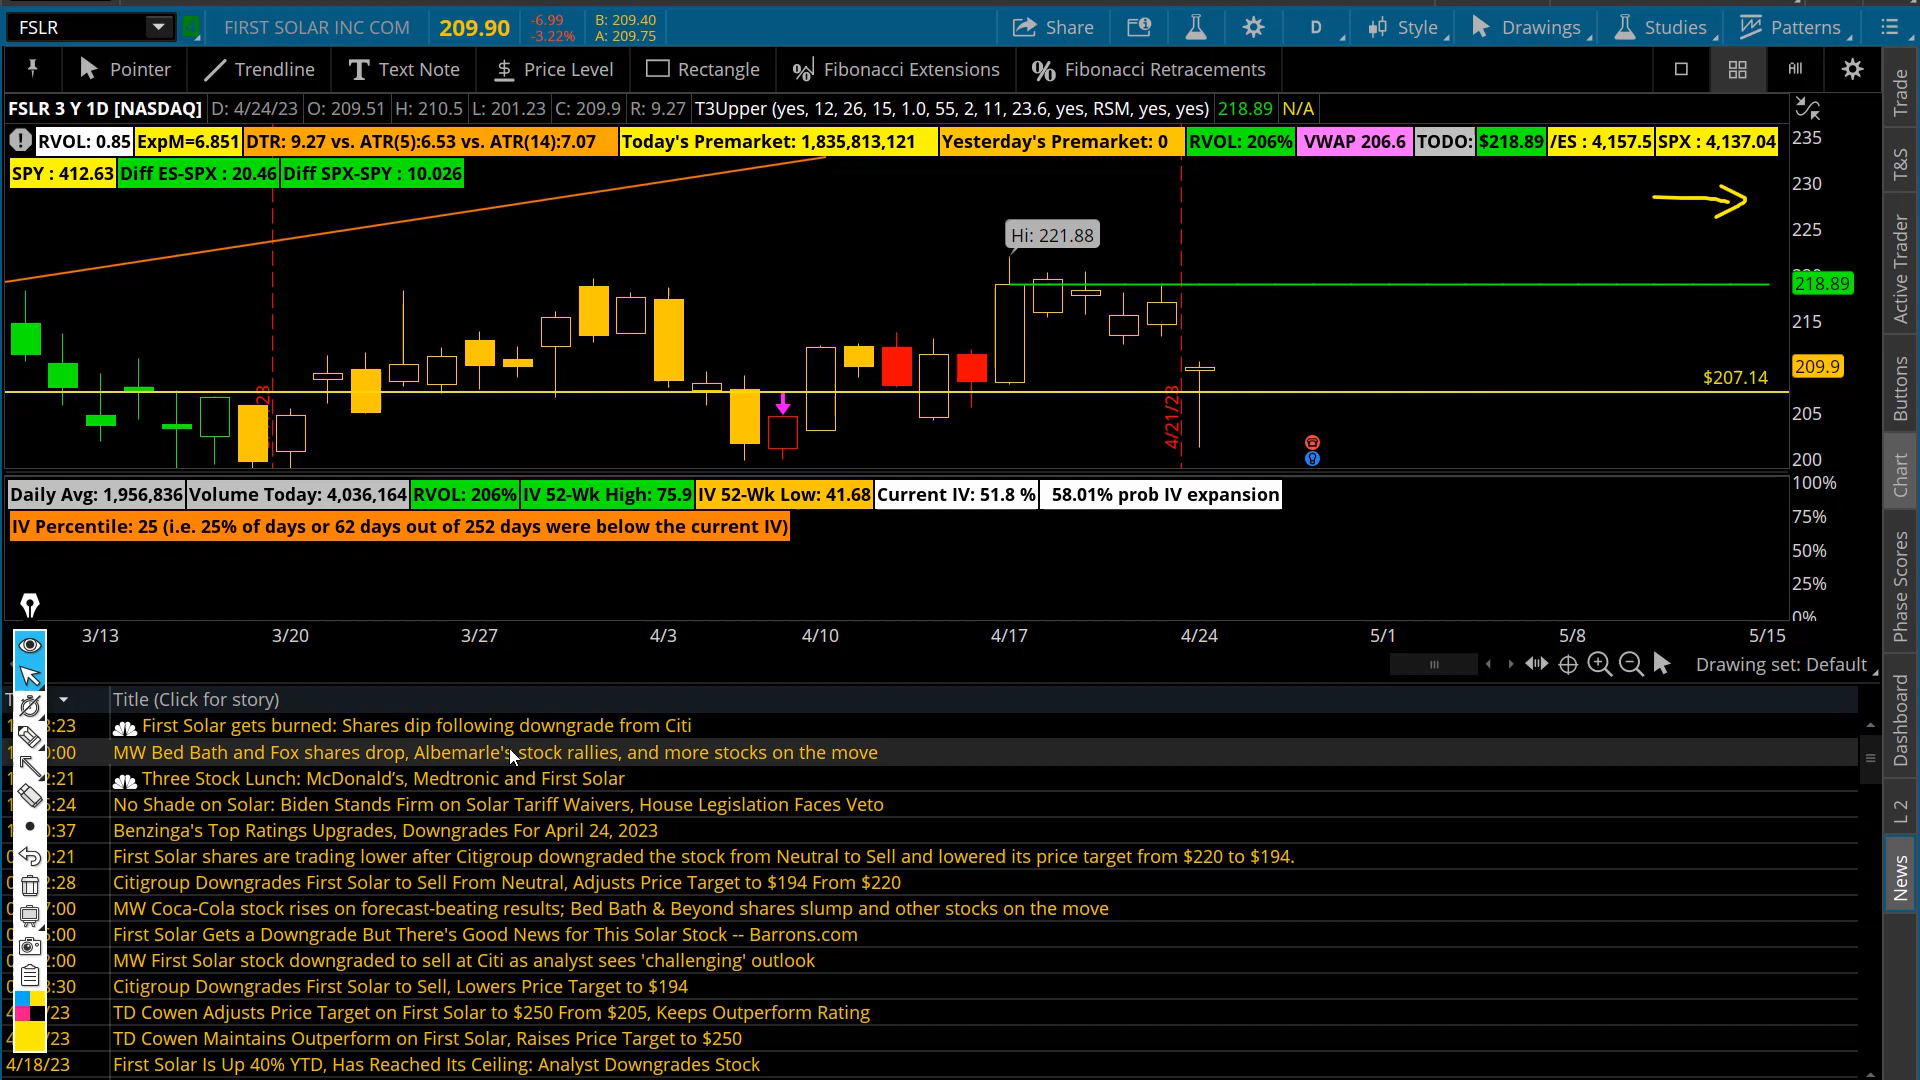 FSLR FIRST SOLAR INC COM 209.90 -6.99 -3.22% B: 209.40 A: 209.75 Share D Style Drawings Studies Patterns
Pointer Trendline Text Note Price Level Rectangle Fibonacci Extensions Fibonacci Retracements All
FSLR 3 Y 1D [NASDAQ] D: 4/24/23 O: 209.51 H: 210.5 L: 201.23 C: 209.9 R: 9.27 T3Upper (yes, 12, 26, 15, 1.0, 55, 2, 11, 23.6, yes, RSM, yes, yes) 218.89 N/A
RVOL: 0.85 ExpM=6.851 DTR: 9.27 vs. ATR(5):6.53 vs. ATR(14):7.07 Today's Premarket: 1,835,813,121 Yesterday's Premarket: 0 RVOL: 206% VWAP 206.6 TODO: $218.89 /ES : 4,157.5 SPX : 4,137.04
SPY : 412.63 Diff ES-SPX : 20.46 Diff SPX-SPY : 10.026
235
230
225
218.89
215
209.9
205
200
Hi: 221.88
$207.14
4/21/23
Daily Avg: 1,956,836 Volume Today: 4,036,164 RVOL: 206% IV 52-Wk High: 75.9 IV 52-Wk Low: 41.68 Current IV: 51.8 % 58.01% prob IV expansion
IV Percentile: 25 (i.e. 25% of days or 62 days out of 252 days were below the current IV)
100%
75%
50%
25%
0%
3/13 3/20 3/27 4/3 4/10 4/17 4/24 5/1 5/8 5/15
Drawing set: Default
Title (Click for story)
First Solar gets burned: Shares dip following downgrade from Citi
MW Bed Bath and Fox shares drop, Albemarle's stock rallies, and more stocks on the move
Three Stock Lunch: McDonald's, Medtronic and First Solar
No Shade on Solar: Biden Stands Firm on Solar Tariff Waivers, House Legislation Faces Veto
Benzinga's Top Ratings Upgrades, Downgrades For April 24, 2023
First Solar shares are trading lower after Citigroup downgraded the stock from Neutral to Sell and lowered its price target from $220 to $194.
Citigroup Downgrades First Solar to Sell From Neutral, Adjusts Price Target to $194 From $220
MW Coca-Cola stock rises on forecast-beating results; Bed Bath & Beyond shares slump and other stocks on the move
First Solar Gets a Downgrade But There's Good News for This Solar Stock -- Barrons.com
MW First Solar stock downgraded to sell at Citi as analyst sees 'challenging' outlook
Citigroup Downgrades First Solar to Sell, Lowers Price Target to $194
TD Cowen Adjusts Price Target on First Solar to $250 From $205, Keeps Outperform Rating
TD Cowen Maintains Outperform on First Solar, Raises Price Target to $250
4/18/23 First Solar Is Up 40% YTD, Has Reached Its Ceiling: Analyst Downgrades Stock
Trade
T&S
Active Trader
Buttons
Chart
Phase Scores
Dashboard
L 2
News